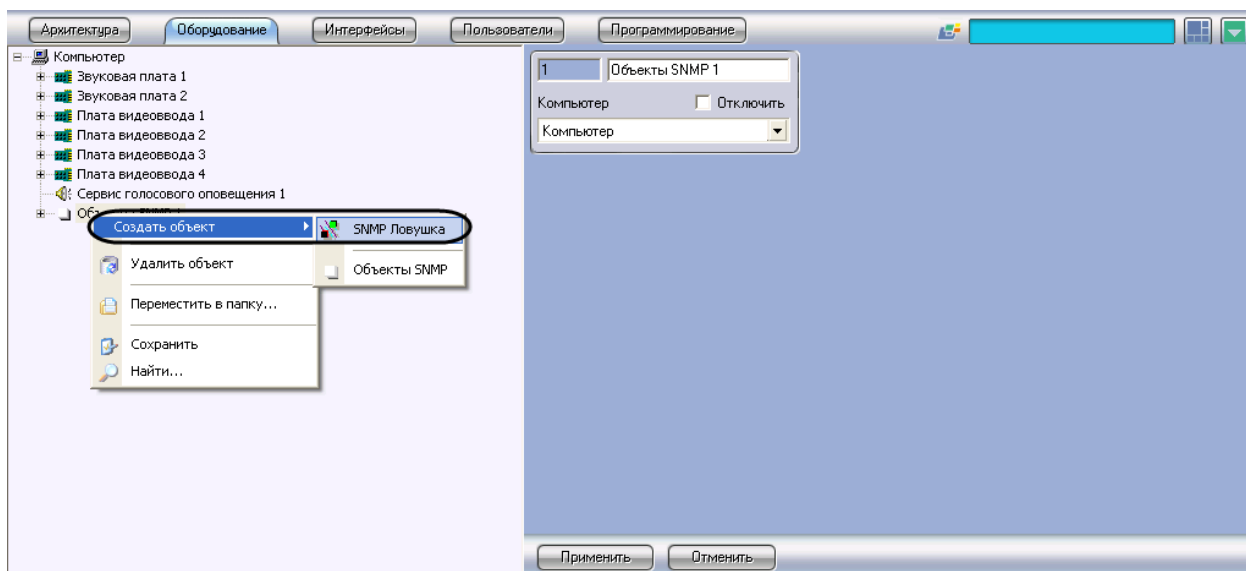 Архитектура Оборудование Интерфейсы Пользователи Программирование
Компьютер
Звуковая плата 1
Звуковая плата 2
Плата видеоввода 1
Плата видеоввода 2
Плата видеоввода 3
Плата видеоввода 4
Сервис голосового оповещения 1
Создать объект
Удалить объект
Переместить в папку...
Сохранить
Найти...
SNMP Ловушка
Объекты SNMP
1 Объекты SNMP 1
Компьютер Отключить
Компьютер
Применить Отменить